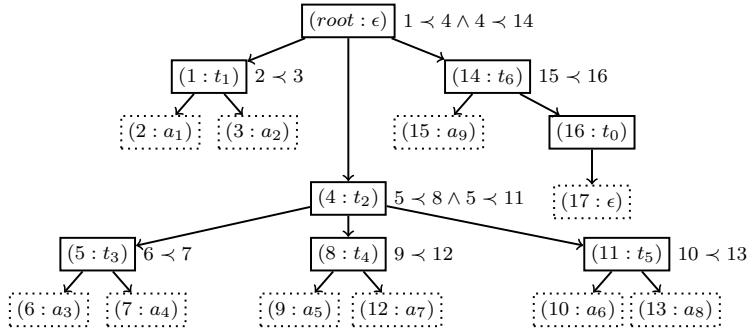 (root : ϵ) 1 ≺ 4 ∧ 4 ≺ 14
(1 : t₁) 2 ≺ 3 (14 : t₆) 15 ≺ 16
(2 : a₁) (3 : a₂) (15 : a₉) (16 : t₀)
(4 : t₂) 5 ≺ 8 ∧ 5 ≺ 11 (17 : ϵ)
(5 : t₃) 6 ≺ 7 (8 : t₄) 9 ≺ 12 (11 : t₅) 10 ≺ 13
(6 : a₃) (7 : a₄) (9 : a₅) (12 : a₇) (10 : a₆) (13 : a₈)